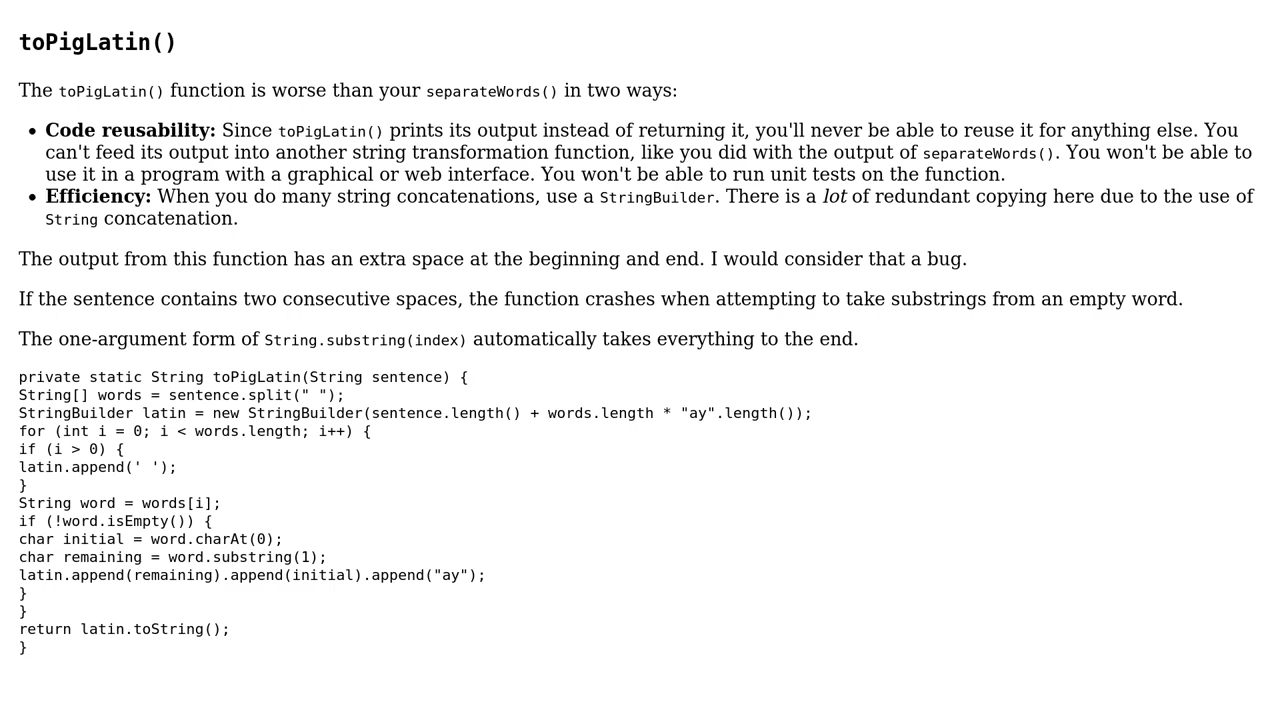 toPigLatin()
The toPigLatin() function is worse than your separateWords() in two ways:
• Code reusability: Since toPigLatin() prints its output instead of returning it, you'll never be able to reuse it for anything else. You
can't feed its output into another string transformation function, like you did with the output of separateWords(). You won't be able to
use it in a program with a graphical or web interface. You won't be able to run unit tests on the function.
• Efficiency: When you do many string concatenations, use a StringBuilder. There is a lot of redundant copying here due to the use of
String concatenation.
The output from this function has an extra space at the beginning and end. I would consider that a bug.
If the sentence contains two consecutive spaces, the function crashes when attempting to take substrings from an empty word.
The one-argument form of String.substring(index) automatically takes everything to the end.
private static String toPigLatin(String sentence) {
String[] words = sentence.split(" ");
StringBuilder latin = new StringBuilder(sentence.length() + words.length * "ay".length());
for (int i = 0; i < words.length; i++) {
if (i > 0) {
latin.append(' ');
}
String word = words[i];
if (!word.isEmpty()) {
char initial = word.charAt(0);
char remaining = word.substring(1);
latin.append(remaining).append(initial).append("ay");
}
}
return latin.toString();
}